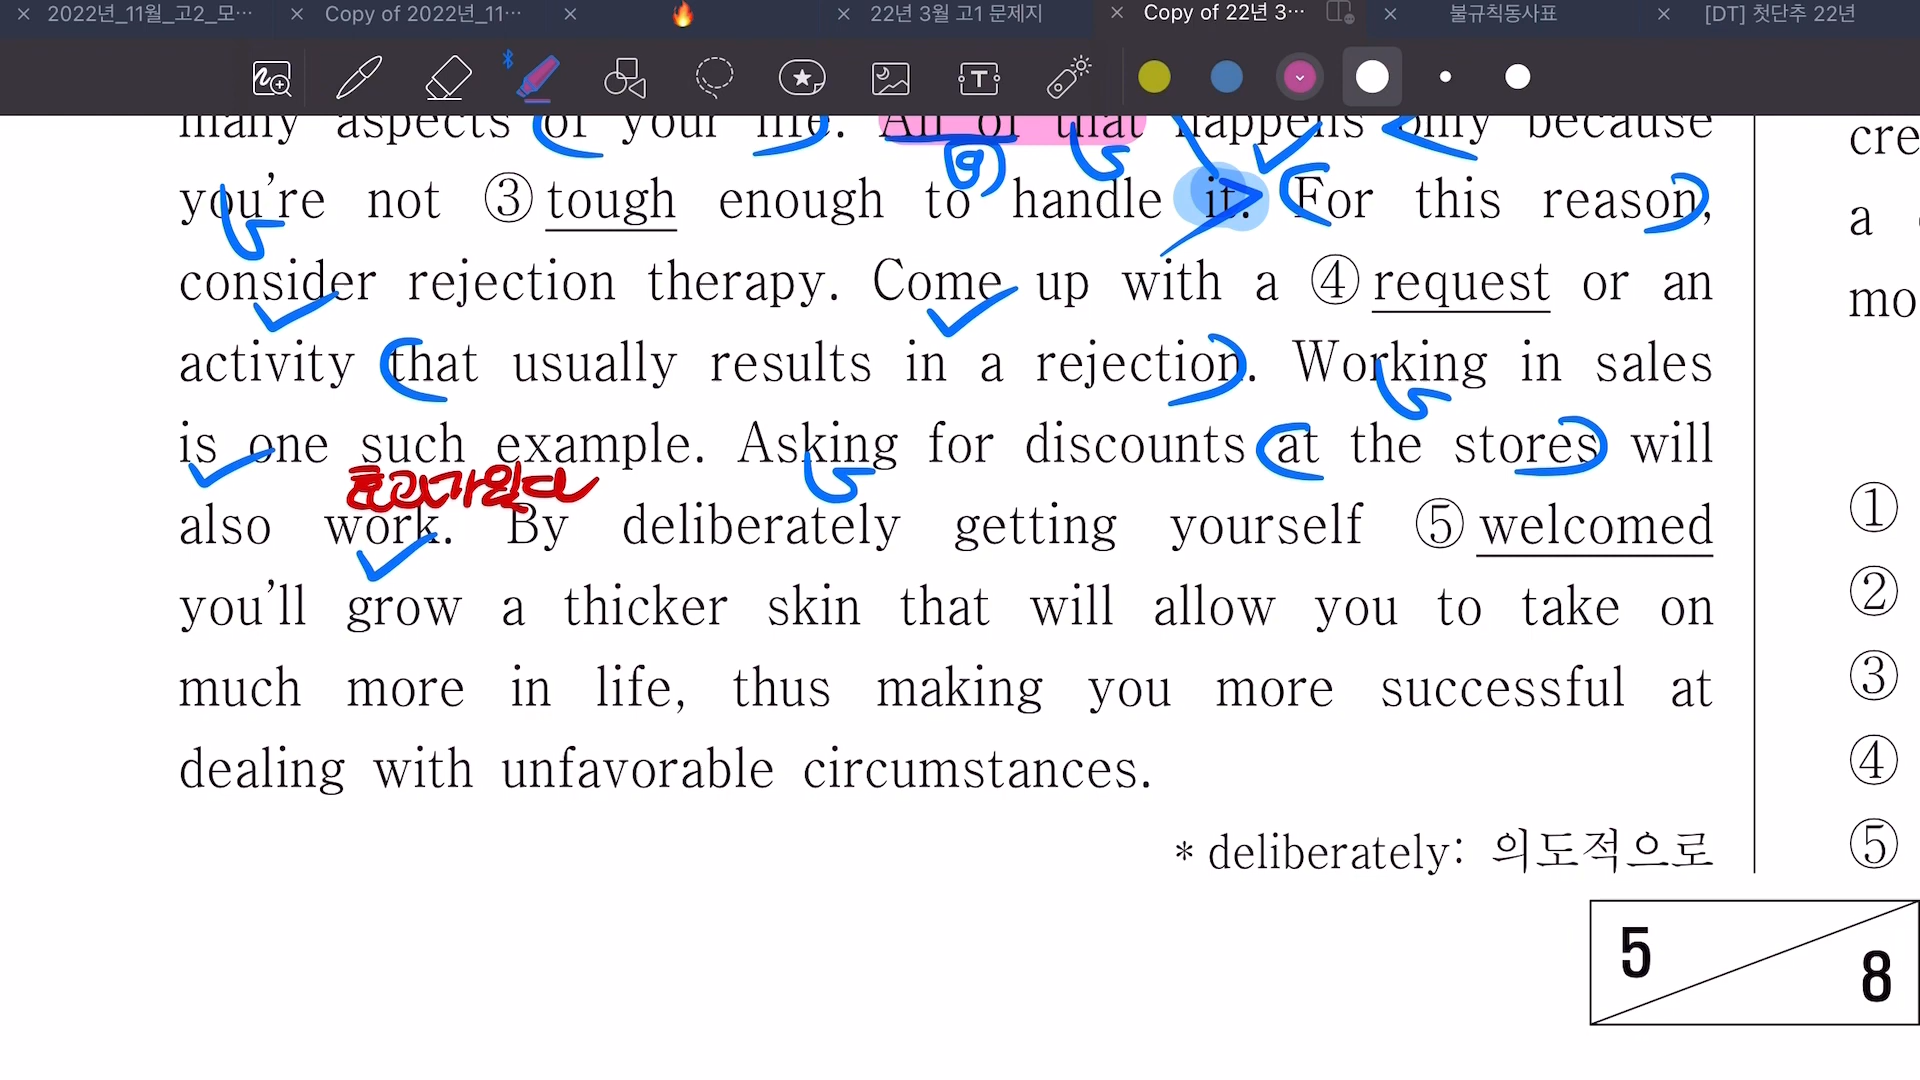 2022년_11월_고2_모··· Copy of 2022년_11··· 22년 3월 고1 문제지 Copy of 22년 3··· 불규칙동사표 [DT] 첫단추 22년
many aspects of your life. All of that happens only because
you're not ③ tough enough to handle it. For this reason,
consider rejection therapy. Come up with a ④ request or an
activity that usually results in a rejection. Working in sales
is one such example. Asking for discounts at the stores will
효과가 있다
also work. By deliberately getting yourself ⑤ welcomed
you'll grow a thicker skin that will allow you to take on
much more in life, thus making you more successful at
dealing with unfavorable circumstances.
* deliberately: 의도적으로
5 / 8
cre
a
mo
①
②
③
④
⑤